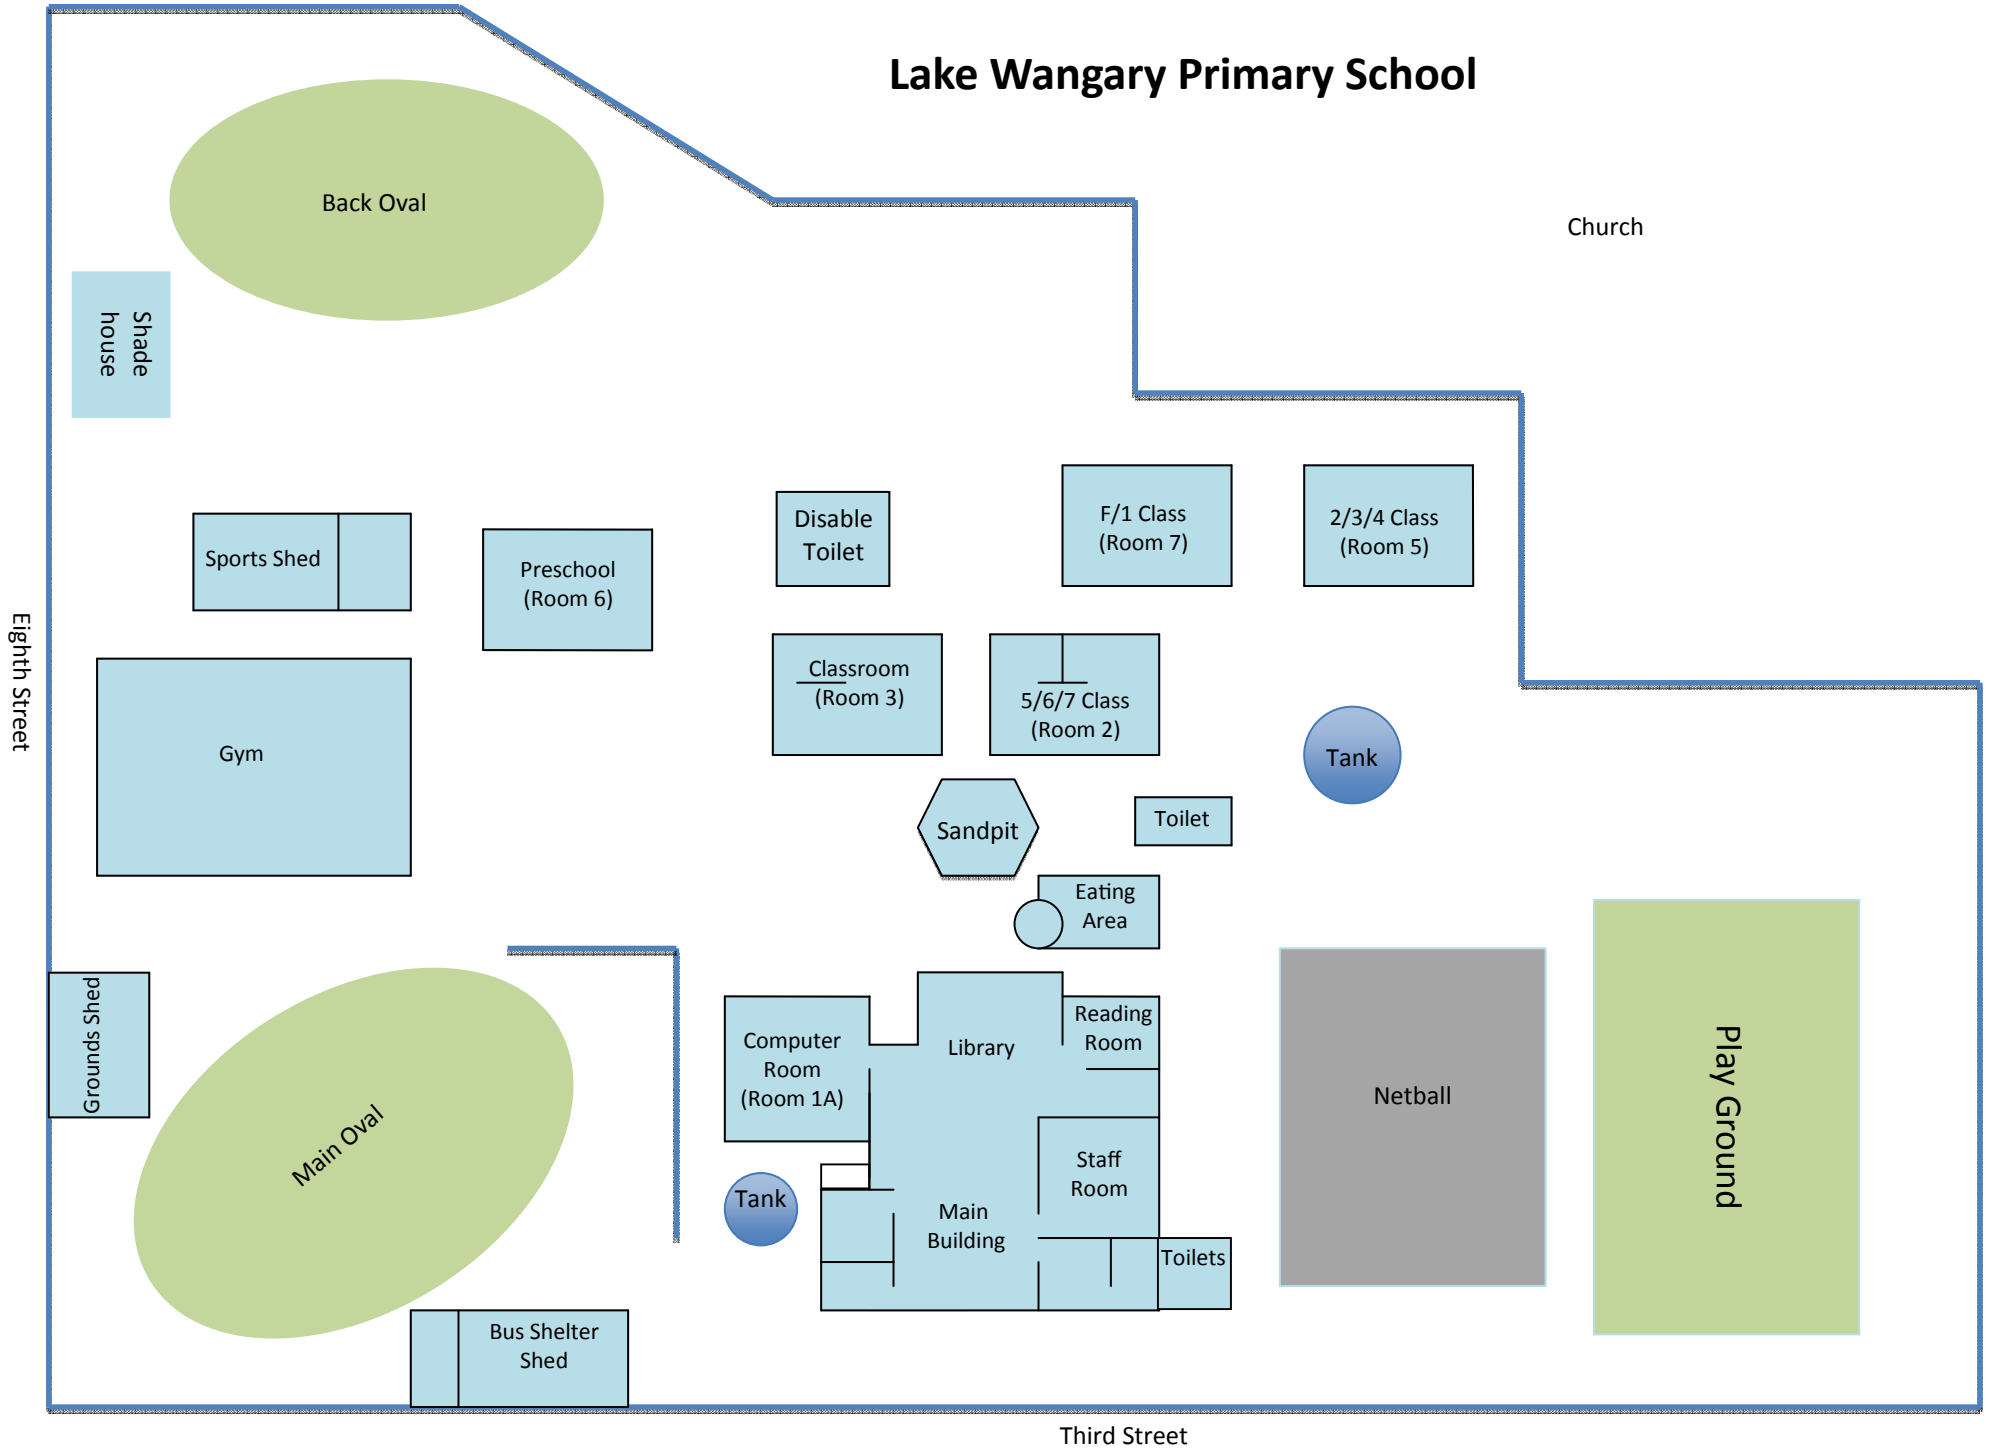 Lake Wangary Primary School
Back Oval
Church
Shade
house
F/1 Class
(Room 7)
2/3/4 Class
(Room 5)
Disable
Toilet
Sports Shed
Preschool
(Room 6)
Eighth Street
Classroom
(Room 3)
5/6/7 Class
(Room 2)
Gym
Tank
Sandpit
Toilet
Eating
Area
Grounds Shed
Main Oval
Computer
Room
(Room 1A)
Library
Reading
Room
Netball
Play Ground
Staff
Room
Tank
Main
Building
Toilets
Bus Shelter
Shed
Third Street